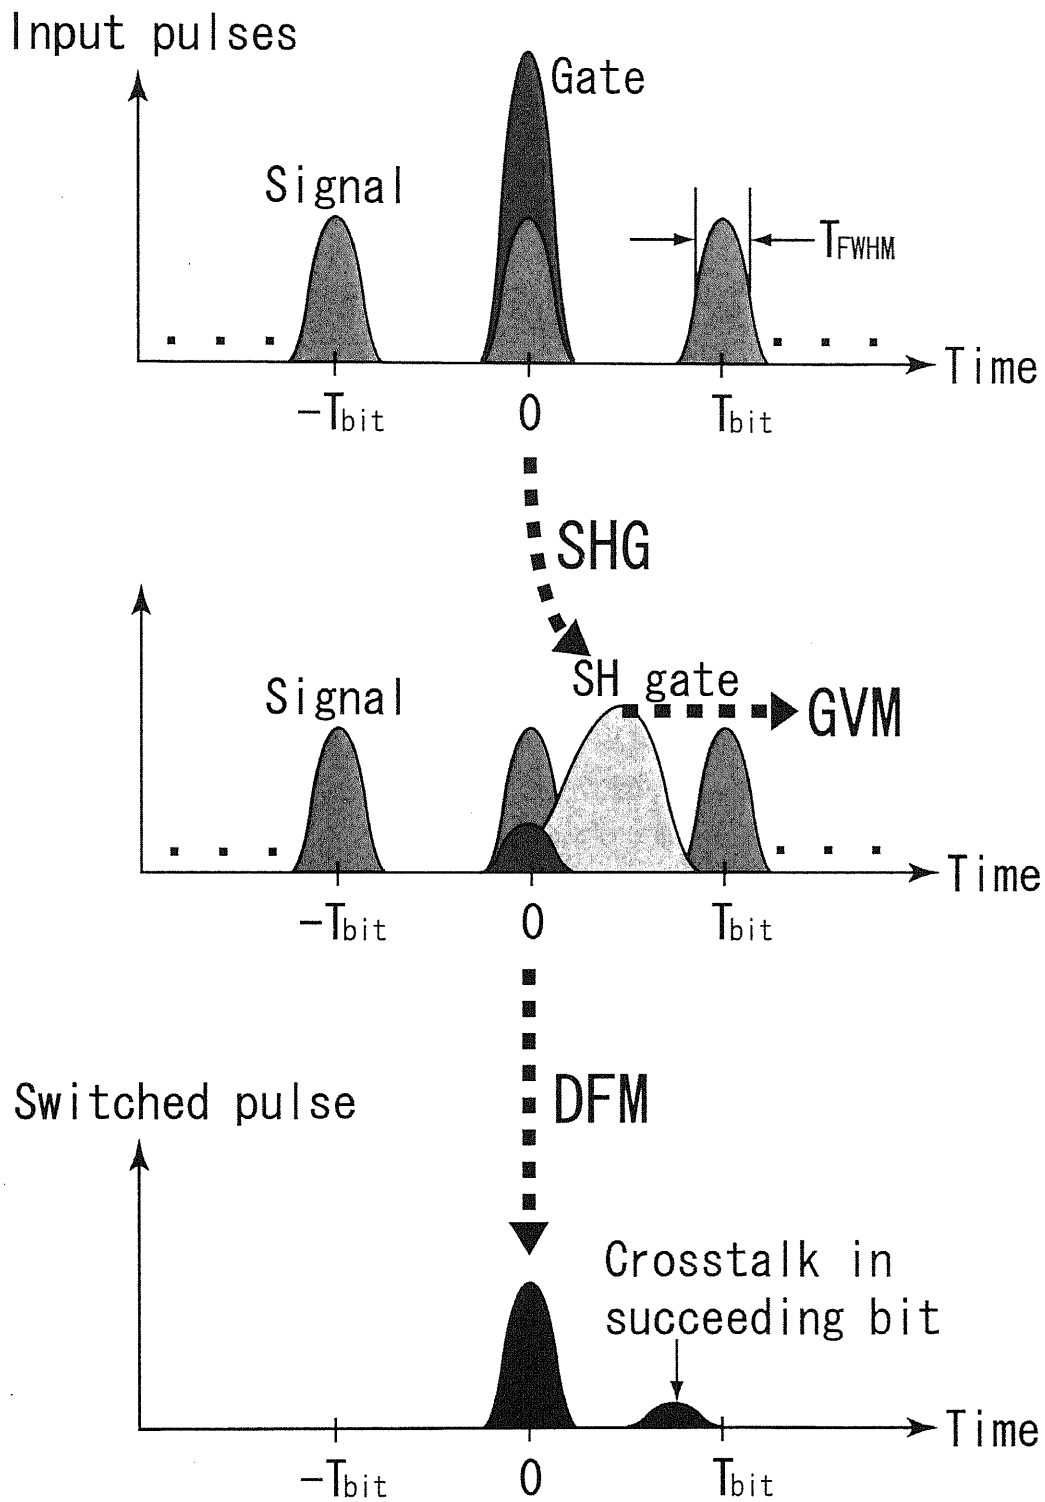 Input pulses
Gate
Signal
TFWHM
Time
-Tbit 0 Tbit
SHG
SH gate
Signal
GVM
Time
-Tbit 0 Tbit
DFM
Switched pulse
Crosstalk in
succeeding bit
Time
-Tbit 0 Tbit